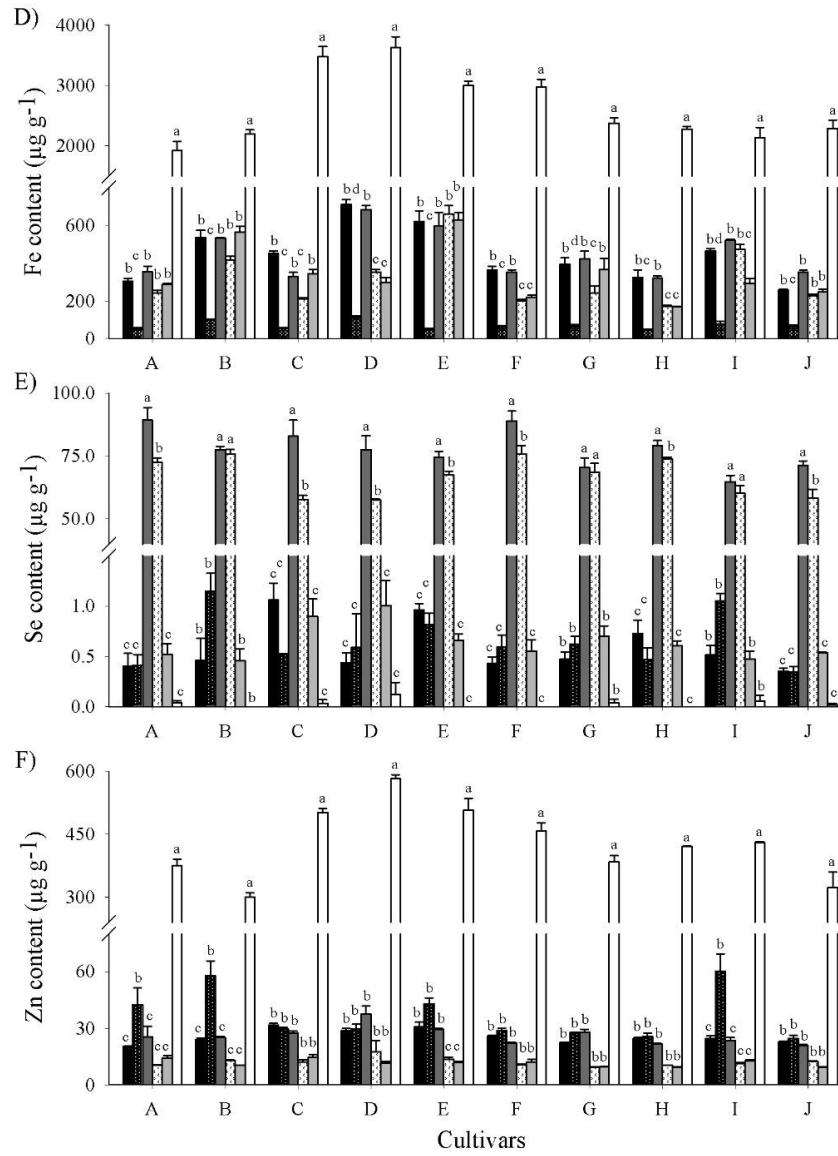 D)
Fe content (µg g⁻¹)
4000
3000
2000
600
200
0
a a a a a a a a a a
b c b b b
b c b b b
b c b c b
b d b c c
b c b b b
b c b c c
b d b c b
b c b c c
b d b b c
b c b b b
A B C D E F G H I J
E)
Se content (µg g⁻¹)
100.0
75.0
50.0
1.0
0.5
0.0
c c a b c c
b b a a b b
c c a b c c
c c a b c c
c c a b c c
c c a b c c
b b a a b b
c c a b c c
b b a a b b
c c a b c c
A B C D E F G H I J
F)
Zn content (µg g⁻¹)
600
450
300
60
30
0
a a a a a a a a a a
c b c c c
c b c c c
b b b b b
b b b b b
b b b c c
b b b c c
b b b b b
b b b b b
c b c c c
b b b b b
A B C D E F G H I J
Cultivars